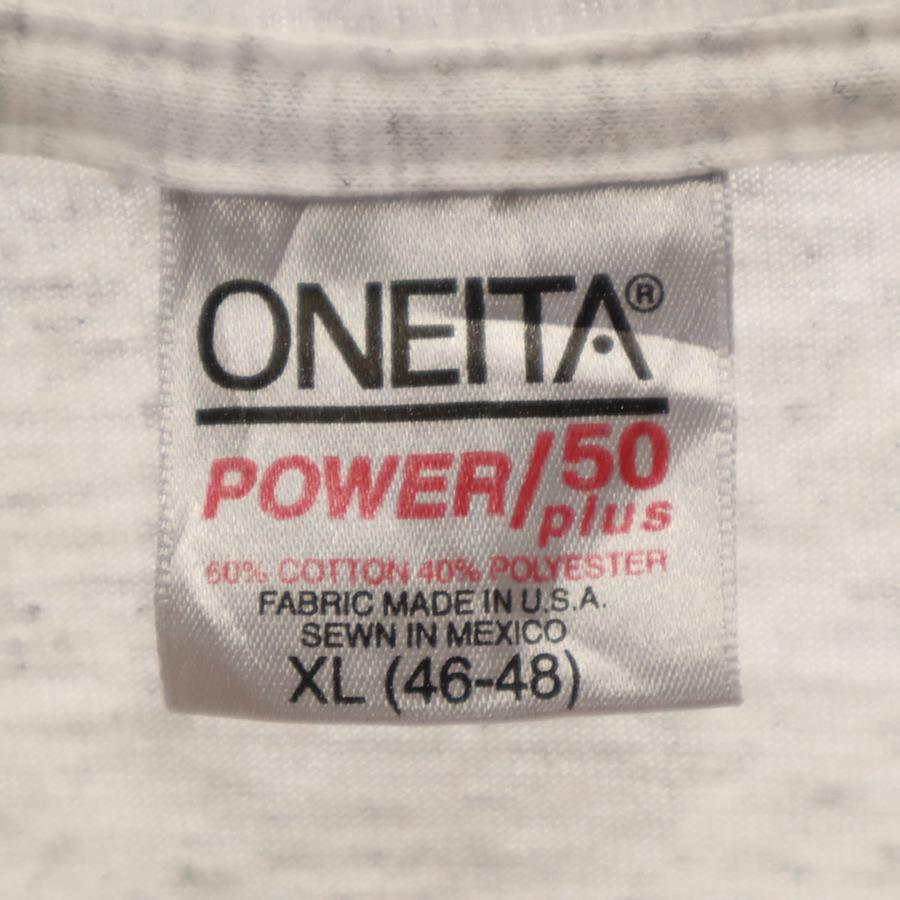 ONEITA®
POWER/50
plus
60% COTTON 40% POLYESTER
FABRIC MADE IN U.S.A.
SEWN IN MEXICO
XL (46-48)